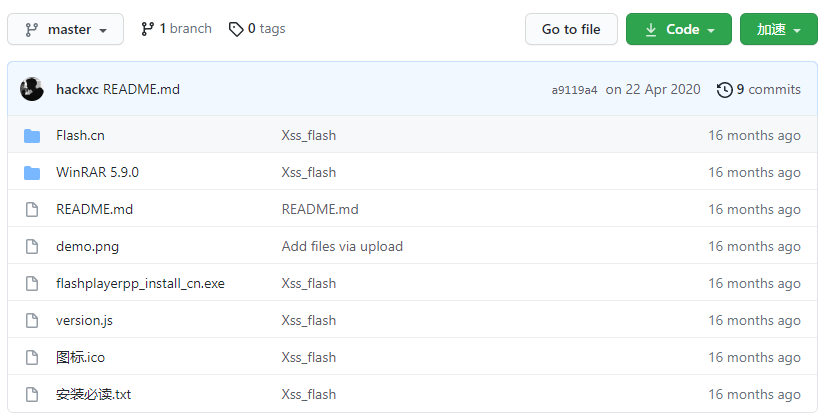 master 1 branch 0 tags Go to file Code 加速
hackxc README.md a9119a4 on 22 Apr 2020 9 commits
Flash.cn Xss_flash 16 months ago
WinRAR 5.9.0 Xss_flash 16 months ago
README.md README.md 16 months ago
demo.png Add files via upload 16 months ago
flashplayerpp_install_cn.exe Xss_flash 16 months ago
version.js Xss_flash 16 months ago
图标.ico Xss_flash 16 months ago
安装必读.txt Xss_flash 16 months ago